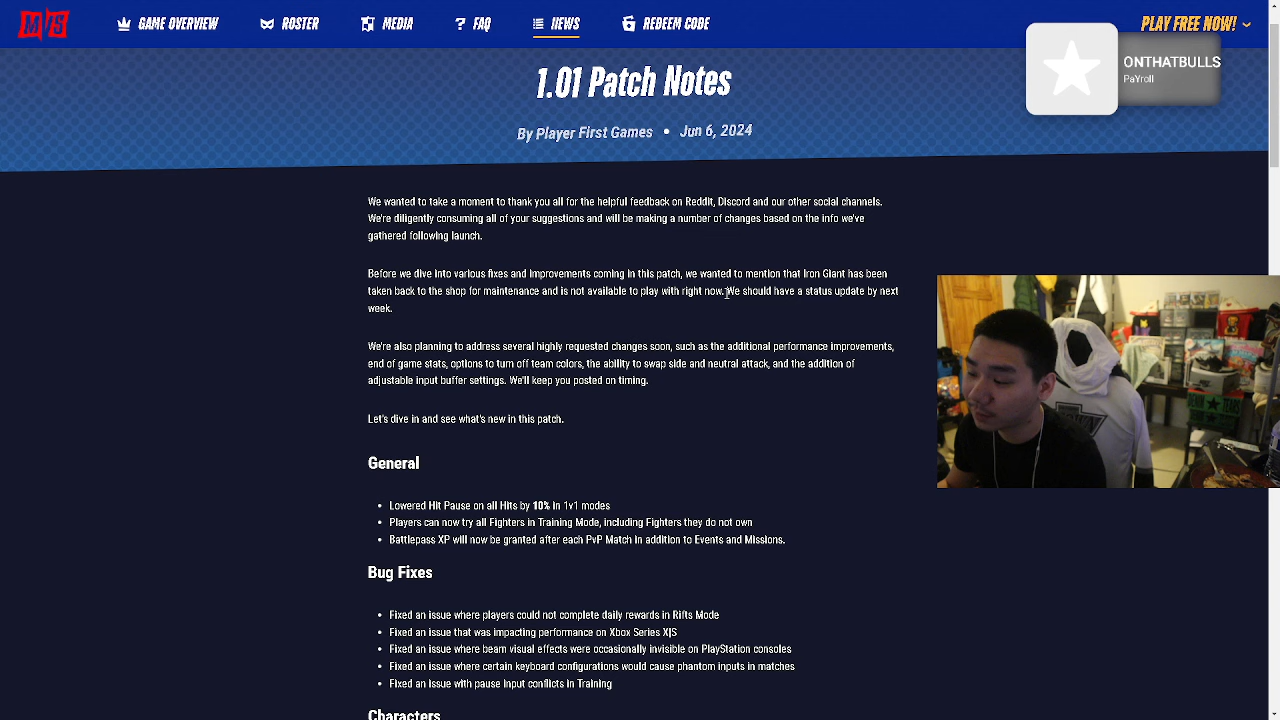 M/S
GAME OVERVIEW
ROSTER
MEDIA
FAQ
NEWS
REDEEM CODE
PLAY FREE NOW!
ONTHATBULLS
PaYroll
1.01 Patch Notes
By Player First Games • Jun 6, 2024
We wanted to take a moment to thank you all for the helpful feedback on Reddit, Discord and our other social channels.
We're diligently consuming all of your suggestions and will be making a number of changes based on the info we've
gathered following launch.
Before we dive into various fixes and improvements coming in this patch, we wanted to mention that Iron Giant has been
taken back to the shop for maintenance and is not available to play with right now. We should have a status update by next
week.
We're also planning to address several highly requested changes soon, such as the additional performance improvements,
end of game stats, options to turn off team colors, the ability to swap side and neutral attack, and the addition of
adjustable input buffer settings. We'll keep you posted on timing.
Let's dive in and see what's new in this patch.
General
• Lowered Hit Pause on all Hits by 10% in 1v1 modes
• Players can now try all Fighters in Training Mode, including Fighters they do not own
• Battlepass XP will now be granted after each PvP Match in addition to Events and Missions.
Bug Fixes
• Fixed an issue where players could not complete daily rewards in Rifts Mode
• Fixed an issue that was impacting performance on Xbox Series X|S
• Fixed an issue where beam visual effects were occasionally invisible on PlayStation consoles
• Fixed an issue where certain keyboard configurations would cause phantom inputs in matches
• Fixed an issue with pause input conflicts in Training
Characters